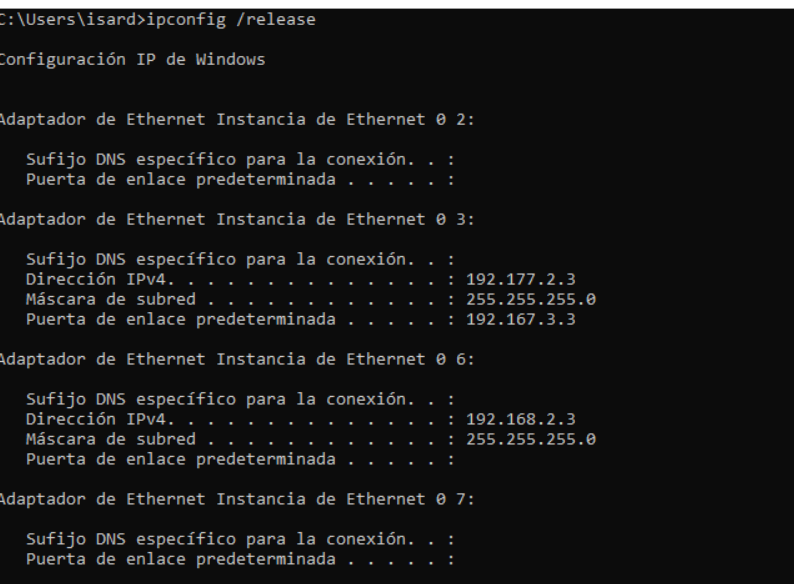 C:\Users\isard>ipconfig /release
Configuración IP de Windows
Adaptador de Ethernet Instancia de Ethernet 0 2:
Sufijo DNS específico para la conexión. . :
Puerta de enlace predeterminada . . . . . :
Adaptador de Ethernet Instancia de Ethernet 0 3:
Sufijo DNS específico para la conexión. . :
Dirección IPv4. . . . . . . . . . . . . . : 192.177.2.3
Máscara de subred . . . . . . . . . . . . : 255.255.255.0
Puerta de enlace predeterminada . . . . . : 192.167.3.3
Adaptador de Ethernet Instancia de Ethernet 0 6:
Sufijo DNS específico para la conexión. . :
Dirección IPv4. . . . . . . . . . . . . . : 192.168.2.3
Máscara de subred . . . . . . . . . . . . : 255.255.255.0
Puerta de enlace predeterminada . . . . . :
Adaptador de Ethernet Instancia de Ethernet 0 7:
Sufijo DNS específico para la conexión. . :
Puerta de enlace predeterminada . . . . . :